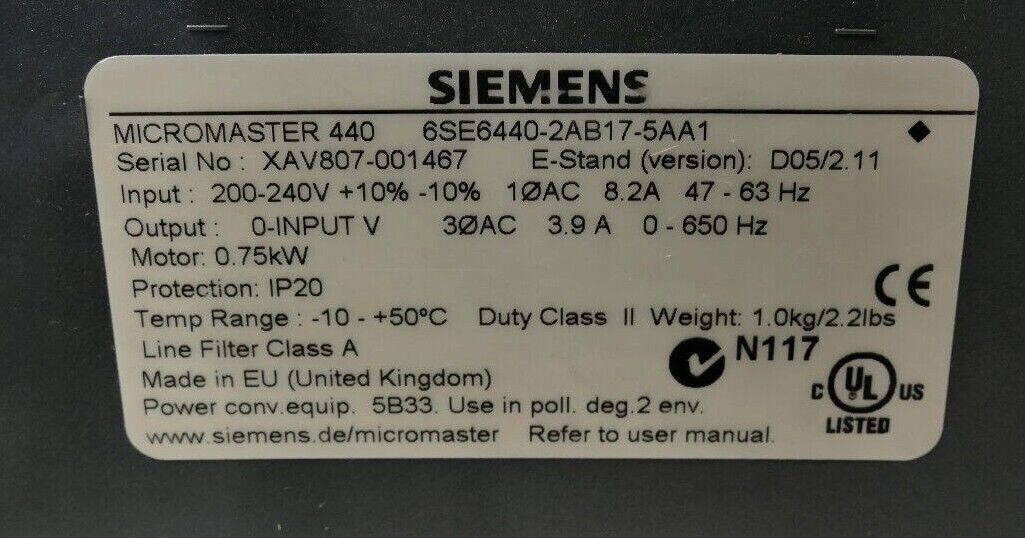 SIEMENS
MICROMASTER 440 6SE6440-2AB17-5AA1
Serial No : XAV807-001467 E-Stand (version): D05/2.11
Input : 200-240V +10% -10% 1ØAC 8.2A 47 - 63 Hz
Output : 0-INPUT V 3ØAC 3.9 A 0 - 650 Hz
Motor: 0.75kW
Protection: IP20
CE
Temp Range : -10 - +50ºC Duty Class II Weight: 1.0kg/2.2lbs
Line Filter Class A
N117
Made in EU (United Kingdom)
C UL US
LISTED
Power conv.equip. 5B33. Use in poll. deg.2 env.
www.siemens.de/micromaster Refer to user manual.